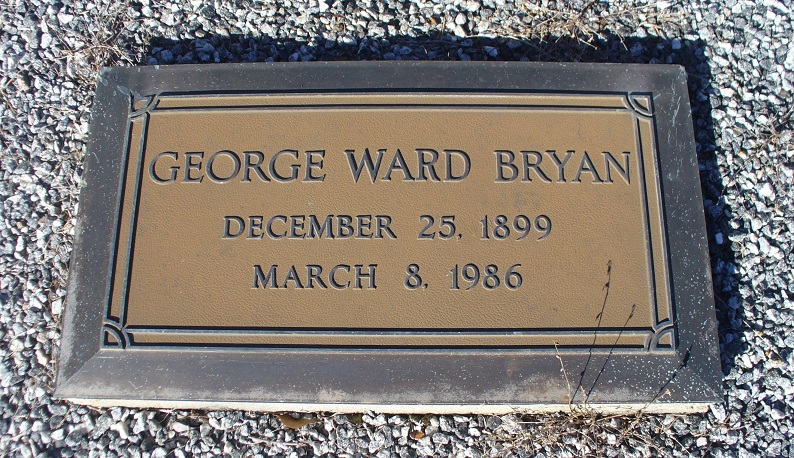 GEORGE WARD BRYAN
DECEMBER 25, 1899
MARCH 8, 1986